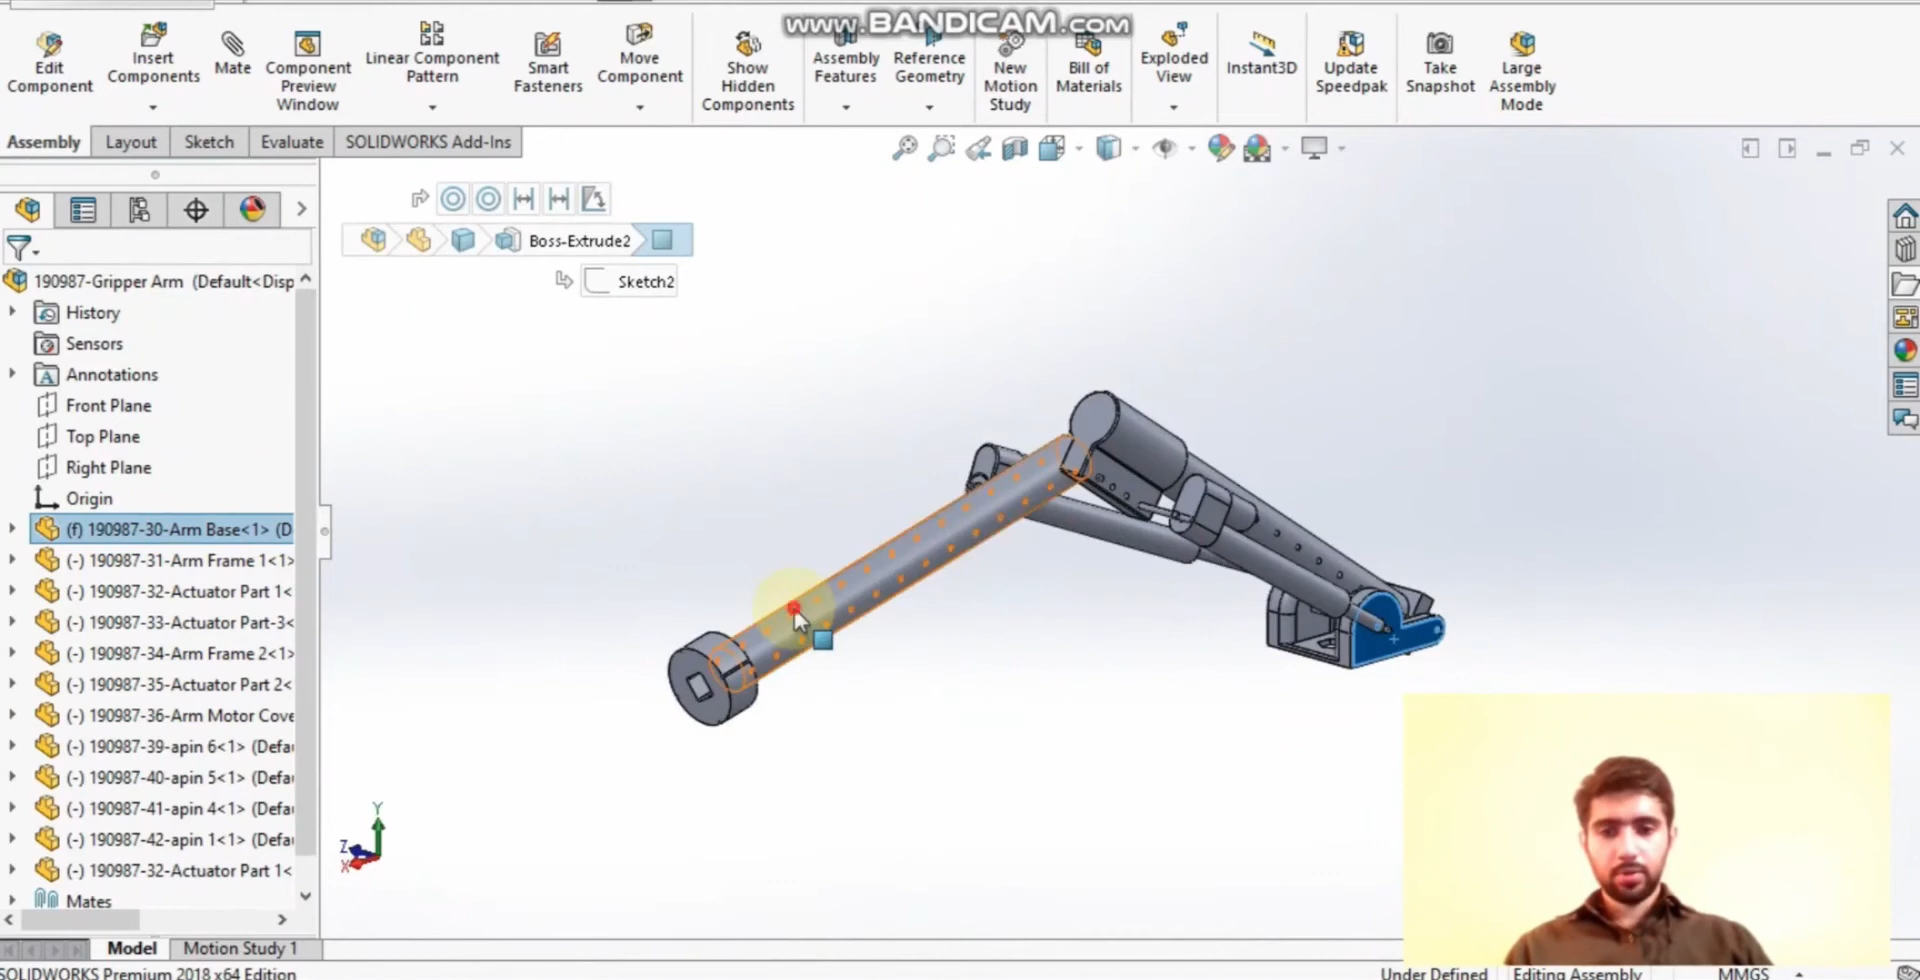 www.BANDICAM.com
Edit Component
Insert Components
Mate
Component Preview Window
Linear Component Pattern
Smart Fasteners
Move Component
Show Hidden Components
Assembly Features
Reference Geometry
New Motion Study
Bill of Materials
Exploded View
Instant3D
Update Speedpak
Take Snapshot
Large Assembly Mode
Assembly
Layout
Sketch
Evaluate
SOLIDWORKS Add-Ins
Boss-Extrude2
Sketch2
190987-Gripper Arm (Default<Disp
History
Sensors
A Annotations
Front Plane
Top Plane
Right Plane
Origin
(f) 190987-30-Arm Base<1> (D
(-) 190987-31-Arm Frame 1<1>
(-) 190987-32-Actuator Part 1<
(-) 190987-33-Actuator Part-3<
(-) 190987-34-Arm Frame 2<1>
(-) 190987-35-Actuator Part 2<
(-) 190987-36-Arm Motor Cove
(-) 190987-39-apin 6<1> (Defa
(-) 190987-40-apin 5<1> (Defa
(-) 190987-41-apin 4<1> (Defa
(-) 190987-42-apin 1<1> (Defa
(-) 190987-32-Actuator Part 1<
Mates
Y
Z
X
Model
Motion Study 1
SOLIDWORKS Premium 2018 x64 Edition
Under Defined
Editing Assembly
MMGS